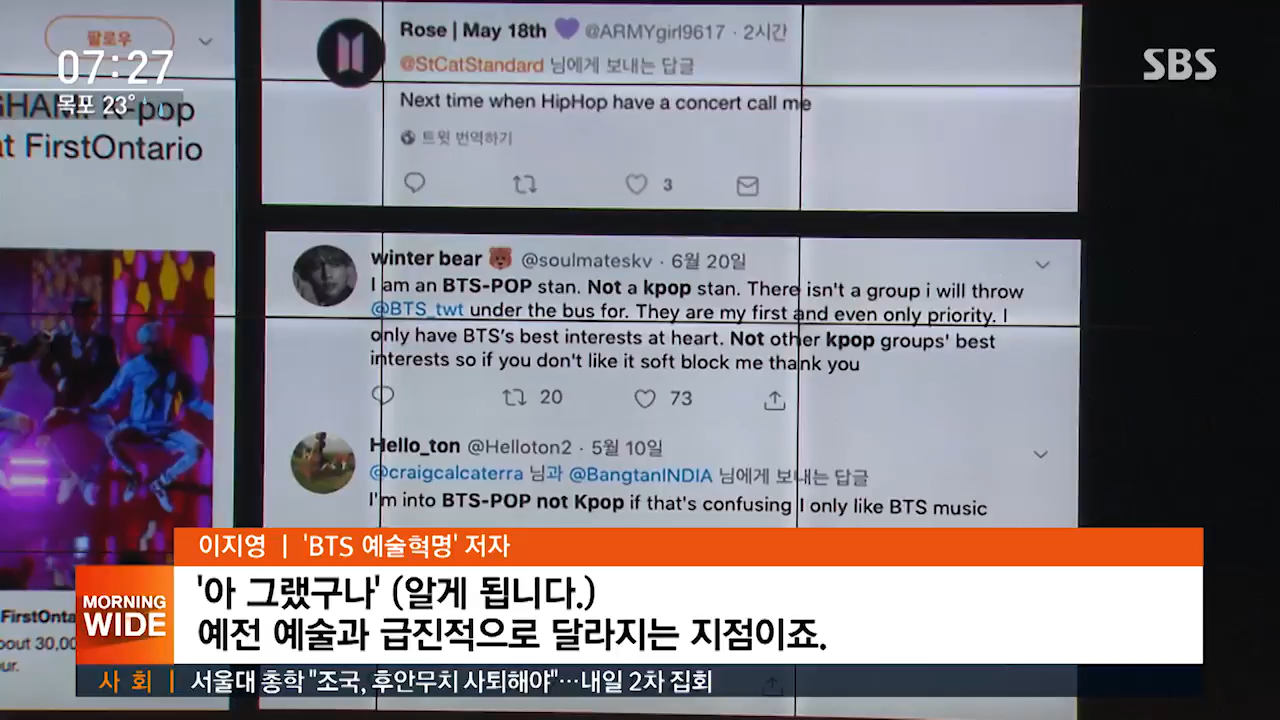 팔로우
07:27
목포 23°
-pop
at FirstOntario
SBS
Rose | May 18th 💜 @ARMYgirl9617 · 2시간
@StCatStandard 님에게 보내는 답글
Next time when HipHop have a concert call me
트윗 번역하기
3
winter bear 🐻 @soulmateskv · 6월 20일
I am an BTS-POP stan. Not a kpop stan. There isn't a group i will throw
@BTS_twt under the bus for. They are my first and even only priority. I
only have BTS's best interests at heart. Not other kpop groups' best
interests so if you don't like it soft block me thank you
20 73
Hello_ton @Helloton2 · 5월 10일
@craigcalcaterra 님과 @BangtanINDIA 님에게 보내는 답글
I'm into BTS-POP not Kpop if that's confusing I only like BTS music
FirstOnta
bout 30,00
ur.
이지영 | 'BTS 예술혁명' 저자
MORNING
WIDE
'아 그랬구나' (알게 됩니다.)
예전 예술과 급진적으로 달라지는 지점이죠.
사 회 | 서울대 총학 "조국, 후안무치 사퇴해야"…내일 2차 집회